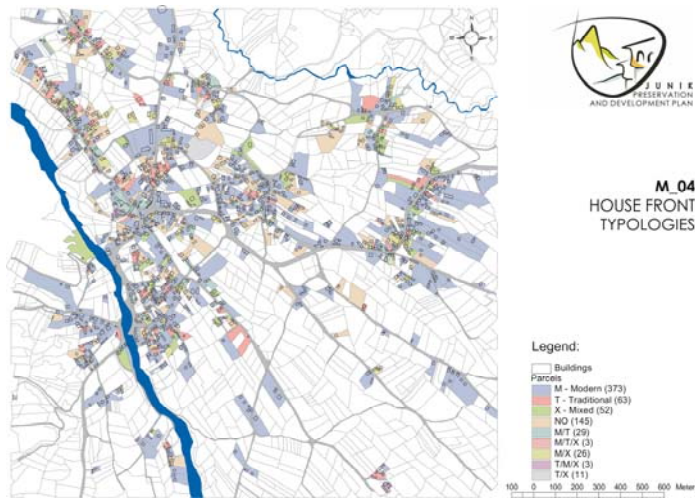 N
JUNIK
PRESERVATION
AND DEVELOPMENT PLAN
M_04
HOUSE FRONT
TYPOLOGIES
Legend:
Buildings
Parcels
M - Modern (373)
T - Traditional (63)
X - Mixed (52)
NO (145)
M/T (29)
M/T/X (3)
M/X (26)
T/M/X (3)
T/X (11)
100 0 100 200 300 400 500 600 Meter